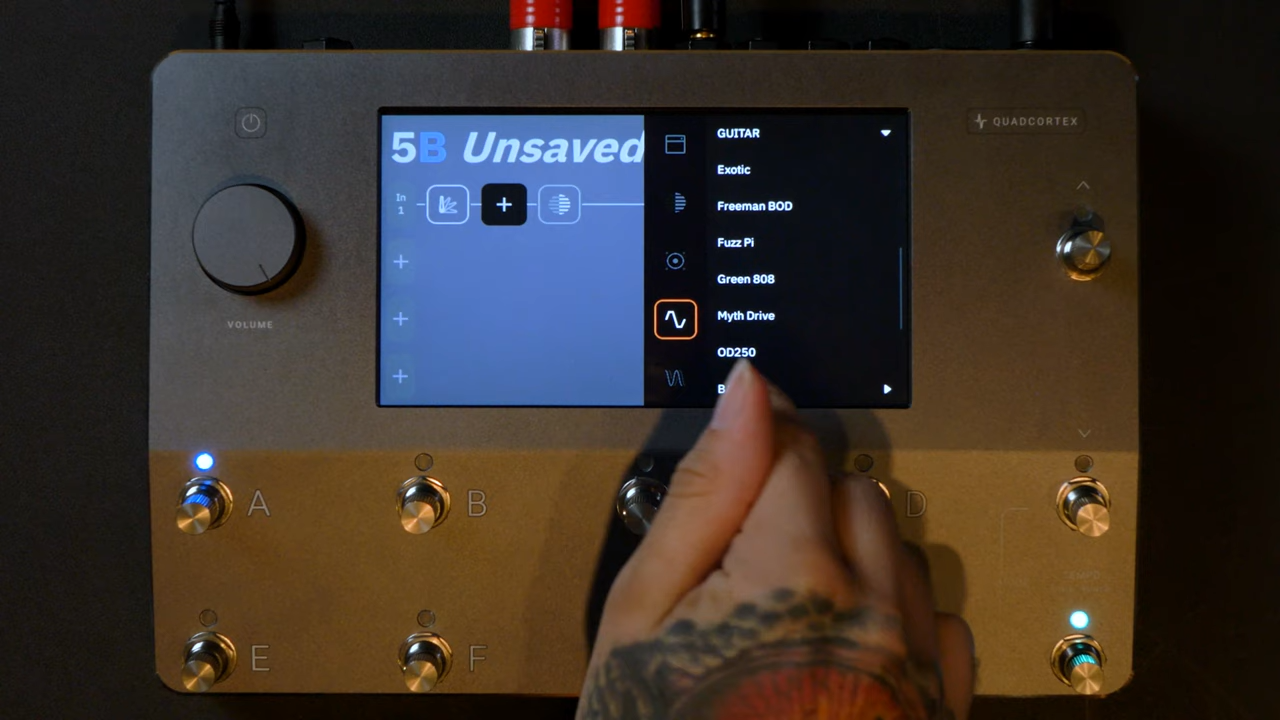 QUADCORTEX
5B Unsaved
GUITAR
Exotic
Freeman BOD
Fuzz Pi
Green 808
Myth Drive
OD250
In
1
VOLUME
A
B
D
E
F